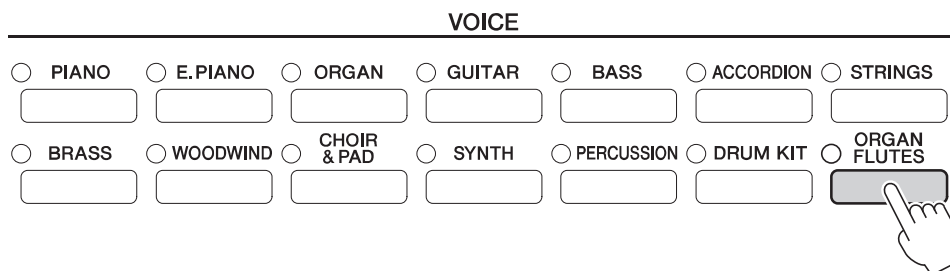 VOICE
PIANO E.PIANO ORGAN GUITAR BASS ACCORDION STRINGS
BRASS WOODWIND CHOIR & PAD SYNTH PERCUSSION DRUM KIT ORGAN FLUTES